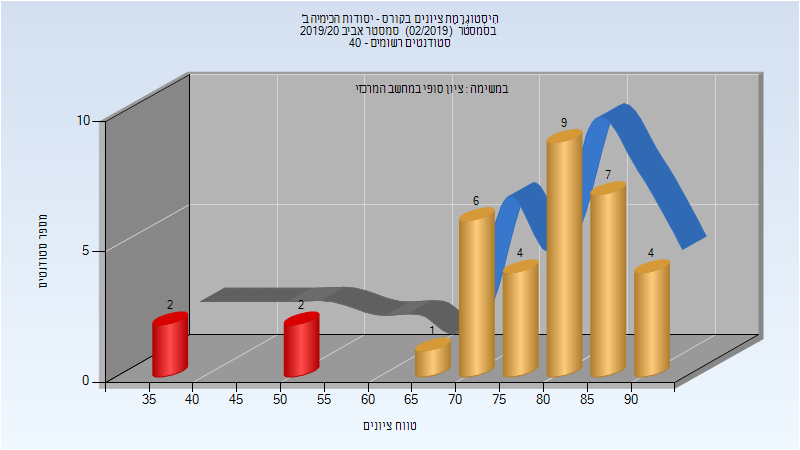 היסטוגרמת ציונים בקורס - יסודות הכימיה ב'
בסמסטר (02/2019) סמסטר אביב 2019/20
סטודנטים רשומים - 40
במשימה : ציון סופי במחשב המרכזי
מספר סטודנטים
10
5
0
2
2
1
6
4
9
7
4
35 40 45 50 55 60 65 70 75 80 85 90
טווח ציונים